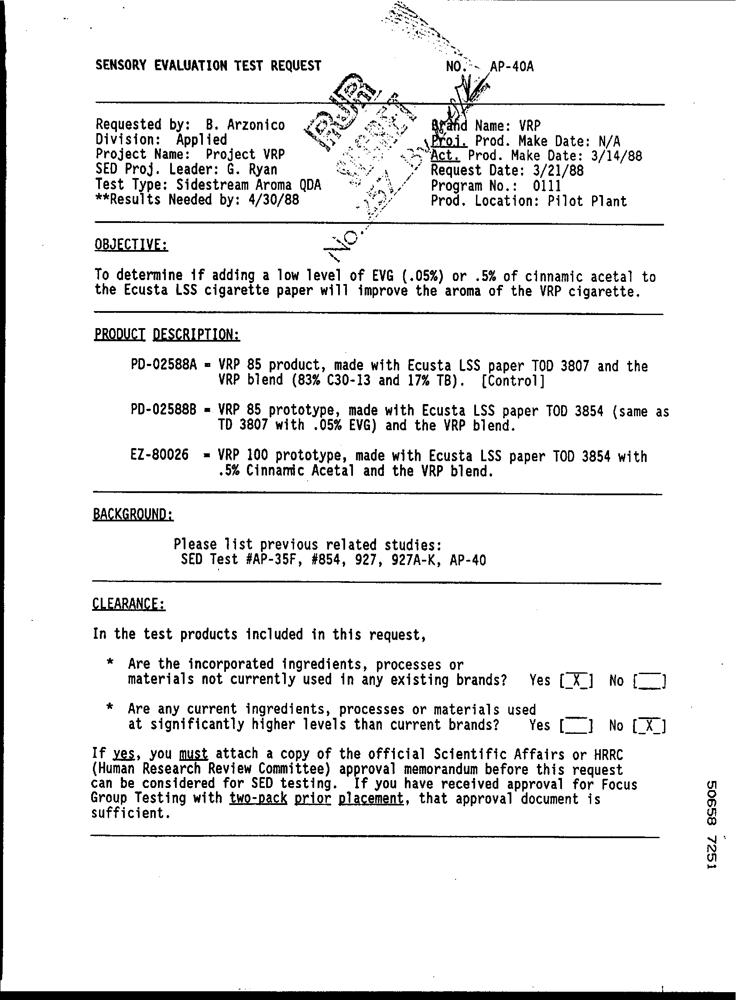 SENSORY EVALUATION TEST REQUEST NO. AP-40A
RJR
SECRET
No. 257 By
Requested by: B. Arzonico
Division: Applied
Project Name: Project VRP
SED Proj. Leader: G. Ryan
Test Type: Sidestream Aroma QDA
**Results Needed by: 4/30/88
Brand Name: VRP
Proj. Prod. Make Date: N/A
Act. Prod. Make Date: 3/14/88
Request Date: 3/21/88
Program No.: 0111
Prod. Location: Pilot Plant
OBJECTIVE:
To determine if adding a low level of EVG (.05%) or .5% of cinnamic acetal to
the Ecusta LSS cigarette paper will improve the aroma of the VRP cigarette.
PRODUCT DESCRIPTION:
PD-02588A = VRP 85 product, made with Ecusta LSS paper TOD 3807 and the
VRP blend (83% C30-13 and 17% TB). [Control]
PD-02588B = VRP 85 prototype, made with Ecusta LSS paper TOD 3854 (same as
TD 3807 with .05% EVG) and the VRP blend.
EZ-80026 = VRP 100 prototype, made with Ecusta LSS paper TOD 3854 with
.5% Cinnamic Acetal and the VRP blend.
BACKGROUND:
Please list previous related studies:
SED Test #AP-35F, #854, 927, 927A-K, AP-40
CLEARANCE:
In the test products included in this request,
* Are the incorporated ingredients, processes or
materials not currently used in any existing brands? Yes [_X_] No [__]
* Are any current ingredients, processes or materials used
at significantly higher levels than current brands? Yes [__] No [_X_]
If yes, you must attach a copy of the official Scientific Affairs or HRRC
(Human Research Review Committee) approval memorandum before this request
can be considered for SED testing. If you have received approval for Focus
Group Testing with two-pack prior placement, that approval document is
sufficient.
50658 7251